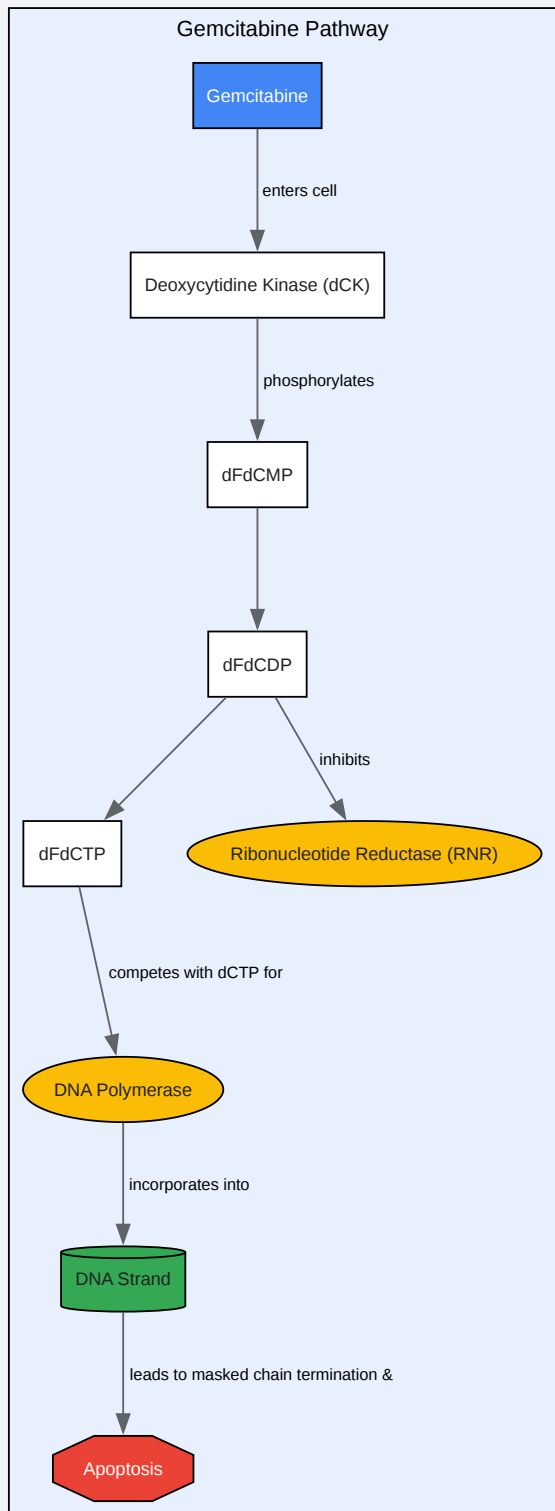 Gemcitabine Pathway
Gemcitabine
enters cell
Deoxycytidine Kinase (dCK)
phosphorylates
dFdCMP
dFdCDP
inhibits
dFdCTP
Ribonucleotide Reductase (RNR)
competes with dCTP for
DNA Polymerase
incorporates into
DNA Strand
leads to masked chain termination &
Apoptosis